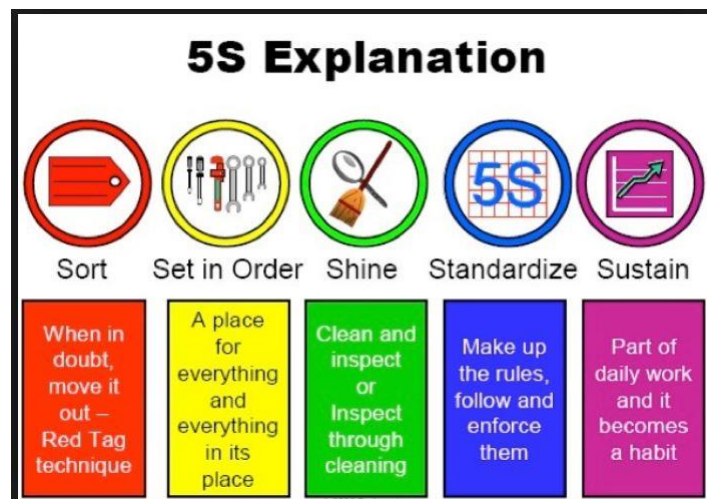 5S Explanation
5S
Sort
Set in Order
Shine
Standardize
Sustain
When in
doubt,
move it
out –
Red Tag
technique
A place
for
everything
and
everything
in its
place
Clean and
inspect
or
Inspect
through
cleaning
Make up
the rules,
follow and
enforce
them
Part of
daily work
and it
becomes
a habit